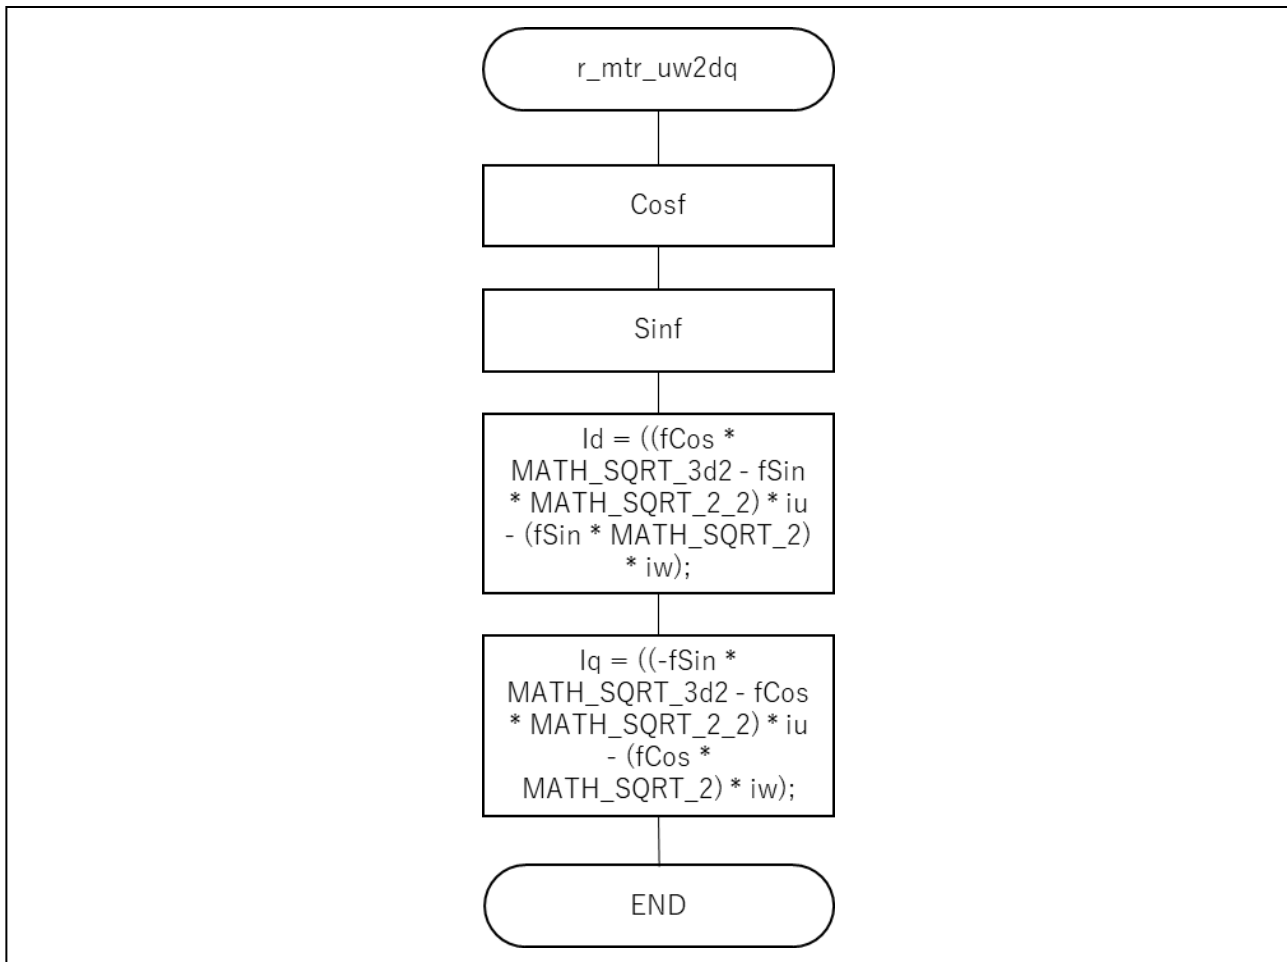 r_mtr_uw2dq
Cosf
Sinf
Id = ((fCos *
MATH_SQRT_3d2 - fSin
* MATH_SQRT_2_2) * iu
- (fSin * MATH_SQRT_2)
* iw);
Iq = ((-fSin *
MATH_SQRT_3d2 - fCos
* MATH_SQRT_2_2) * iu
- (fCos *
MATH_SQRT_2) * iw);
END